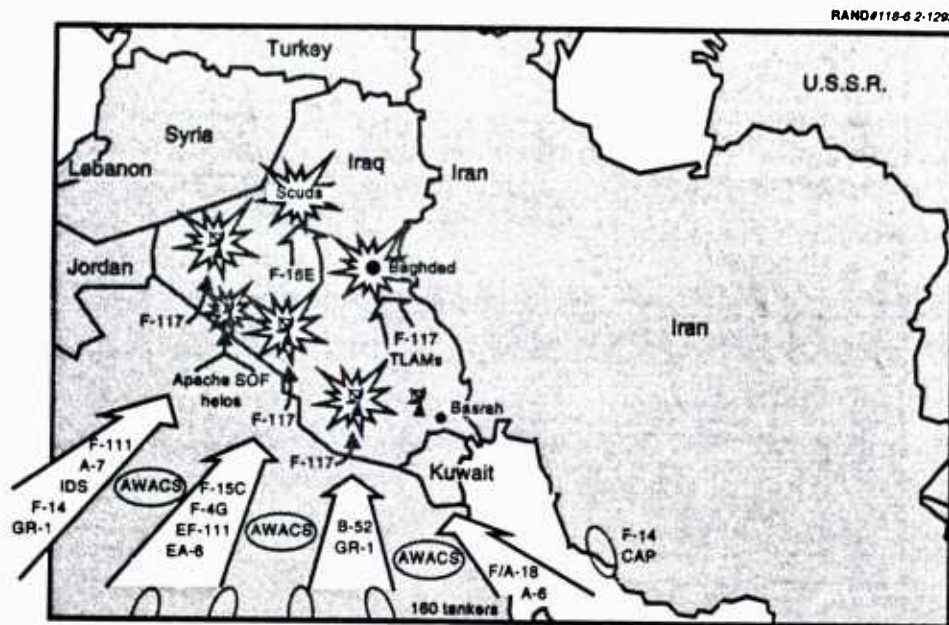 RAND#118-6 2-1292
Turkey
U.S.S.R.
Syria
Lebanon
Iraq
Iran
Scuds
Jordan
F-15E
Baghdad
F-117
F-117
TLAMs
Iran
Apache SOF
helos
F-117
Basrah
F-117
Kuwait
F-111
A-7
IDS
F-14
GR-1
AWACS
F-15C
F-4G
EF-111
EA-6
AWACS
B-52
GR-1
AWACS
F/A-18
A-6
F-14
CAP
160 tankers